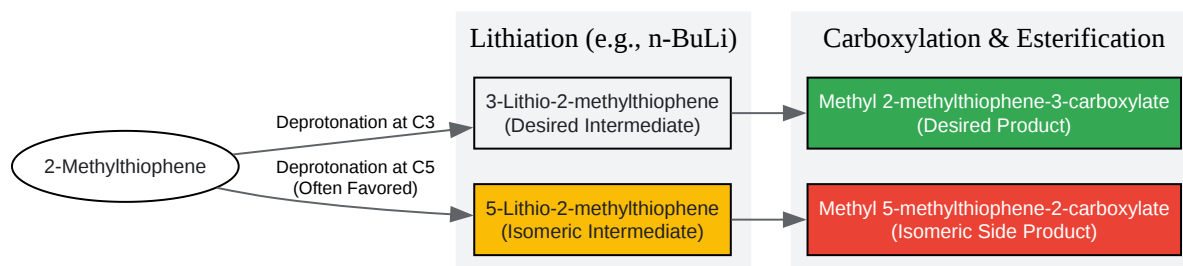 Lithiation (e.g., n-BuLi)
Carboxylation & Esterification
2-Methylthiophene
Deprotonation at C3
3-Lithio-2-methylthiophene
(Desired Intermediate)
Methyl 2-methylthiophene-3-carboxylate
(Desired Product)
Deprotonation at C5
(Often Favored)
5-Lithio-2-methylthiophene
(Isomeric Intermediate)
Methyl 5-methylthiophene-2-carboxylate
(Isomeric Side Product)